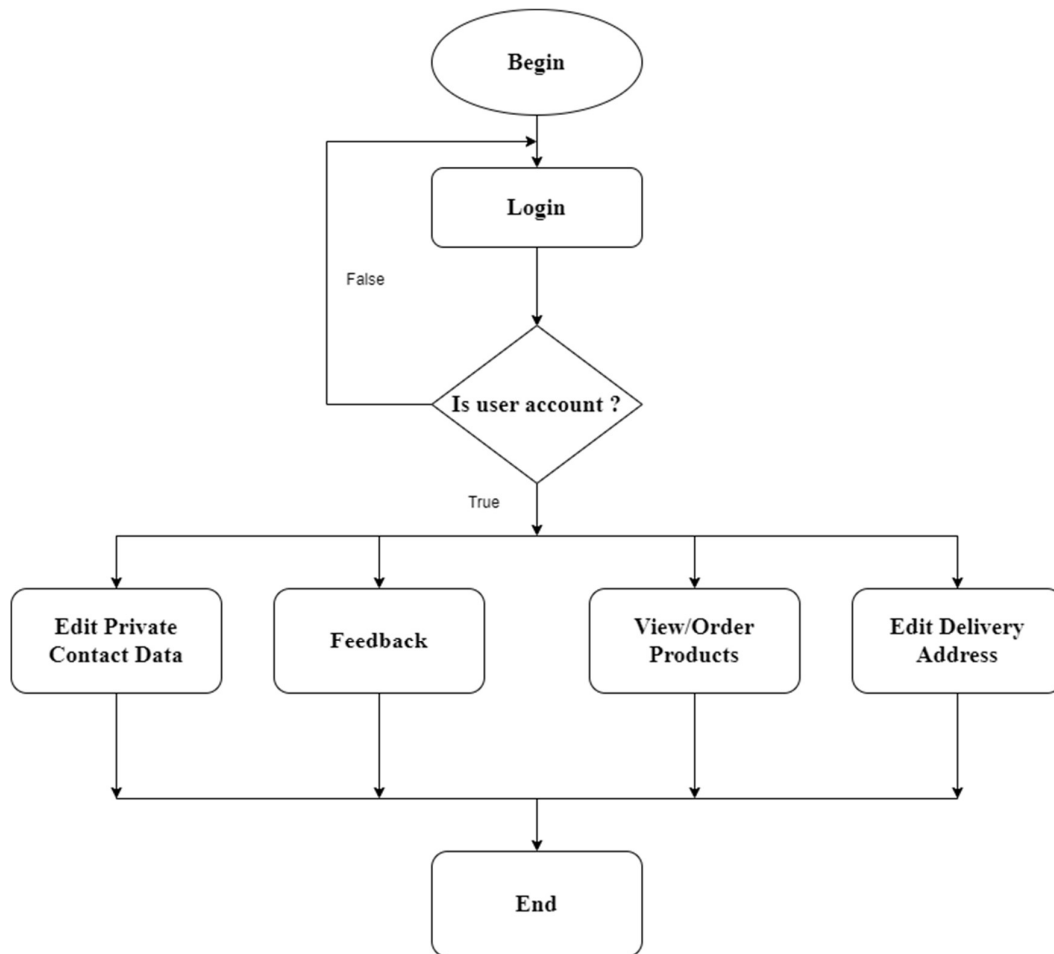 Begin
Login
False
Is user account ?
True
Edit Private
Contact Data
Feedback
View/Order
Products
Edit Delivery
Address
End